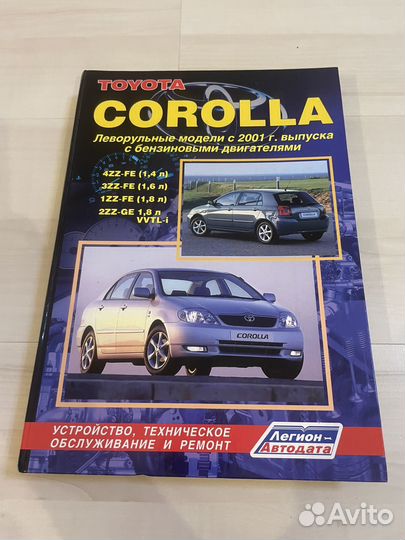 TOYOTA
COROLLA
Леворульные модели с 2001 г. выпуска
с бензиновыми двигателями
4ZZ-FE (1,4 л)
3ZZ-FE (1,6 л)
1ZZ-FE (1,8 л)
2ZZ-GE 1,8 л
VVTL-i
COROLLA
УСТРОЙСТВО, ТЕХНИЧЕСКОЕ
ОБСЛУЖИВАНИЕ И РЕМОНТ
Легион
Автодата
Avito